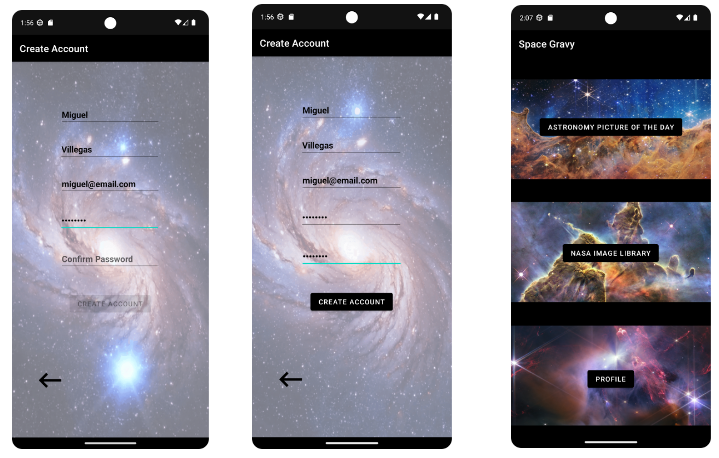 1:56
Create Account
Miguel
Villegas
miguel@email.com
••••••••
Confirm Password
CREATE ACCOUNT
1:56
Create Account
Miguel
Villegas
miguel@email.com
••••••••
••••••••
CREATE ACCOUNT
2:07
Space Gravy
ASTRONOMY PICTURE OF THE DAY
NASA IMAGE LIBRARY
PROFILE